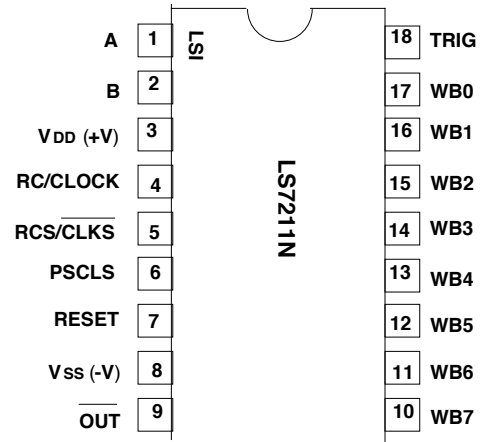 A 1 LSI 18 TRIG
B 2 17 WB0
VDD (+V) 3 16 WB1
RC/CLOCK 4 15 WB2
RCS/CLKS 5 14 WB3
PSCLS 6 13 WB4
RESET 7 12 WB5
VSS (-V) 8 11 WB6
OUT 9 10 WB7
LS7211N